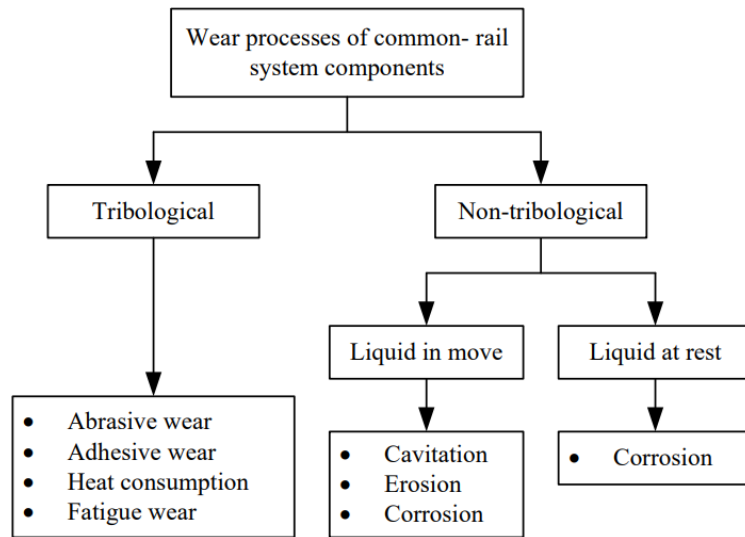 Wear processes of common- rail
system components
Tribological
Non-tribological
Liquid in move
Liquid at rest
• Abrasive wear
• Adhesive wear
• Heat consumption
• Fatigue wear
• Cavitation
• Erosion
• Corrosion
• Corrosion